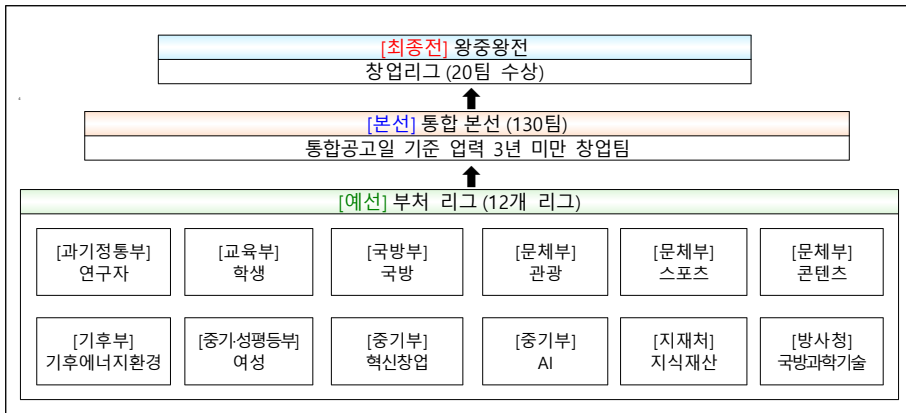 [최종전] 왕중왕전
창업리그 (20팀 수상)
[본선] 통합 본선 (130팀)
통합공고일 기준 업력 3년 미만 창업팀
[예선] 부처 리그 (12개 리그)
[과기정통부] [교육부] [국방부] [문체부] [문체부] [문체부]
연구자 학생 국방 관광 스포츠 콘텐츠
[기후부] [중기·성평등부] [중기부] [중기부] [지재처] [방사청]
기후에너지환경 여성 혁신창업 AI 지식재산 국방과학기술